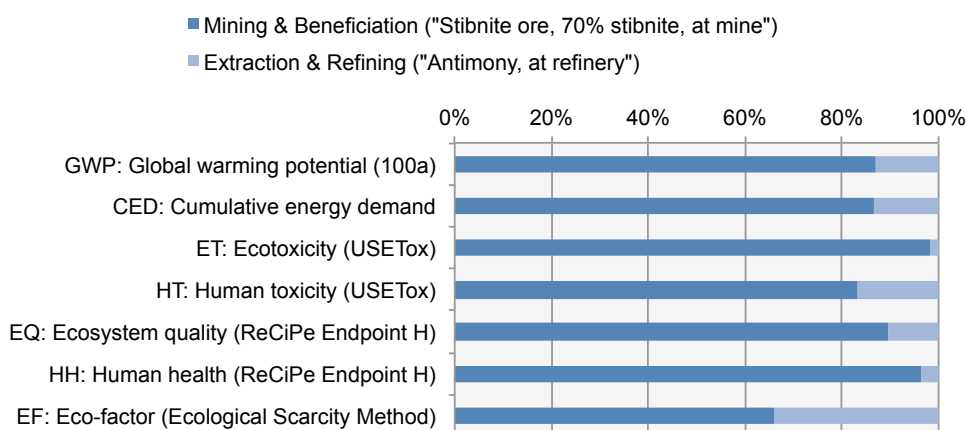 Mining & Beneficiation ("Stibnite ore, 70% stibnite, at mine")
Extraction & Refining ("Antimony, at refinery")
0% 20% 40% 60% 80% 100%
GWP: Global warming potential (100a)
CED: Cumulative energy demand
ET: Ecotoxicity (USETox)
HT: Human toxicity (USETox)
EQ: Ecosystem quality (ReCiPe Endpoint H)
HH: Human health (ReCiPe Endpoint H)
EF: Eco-factor (Ecological Scarcity Method)